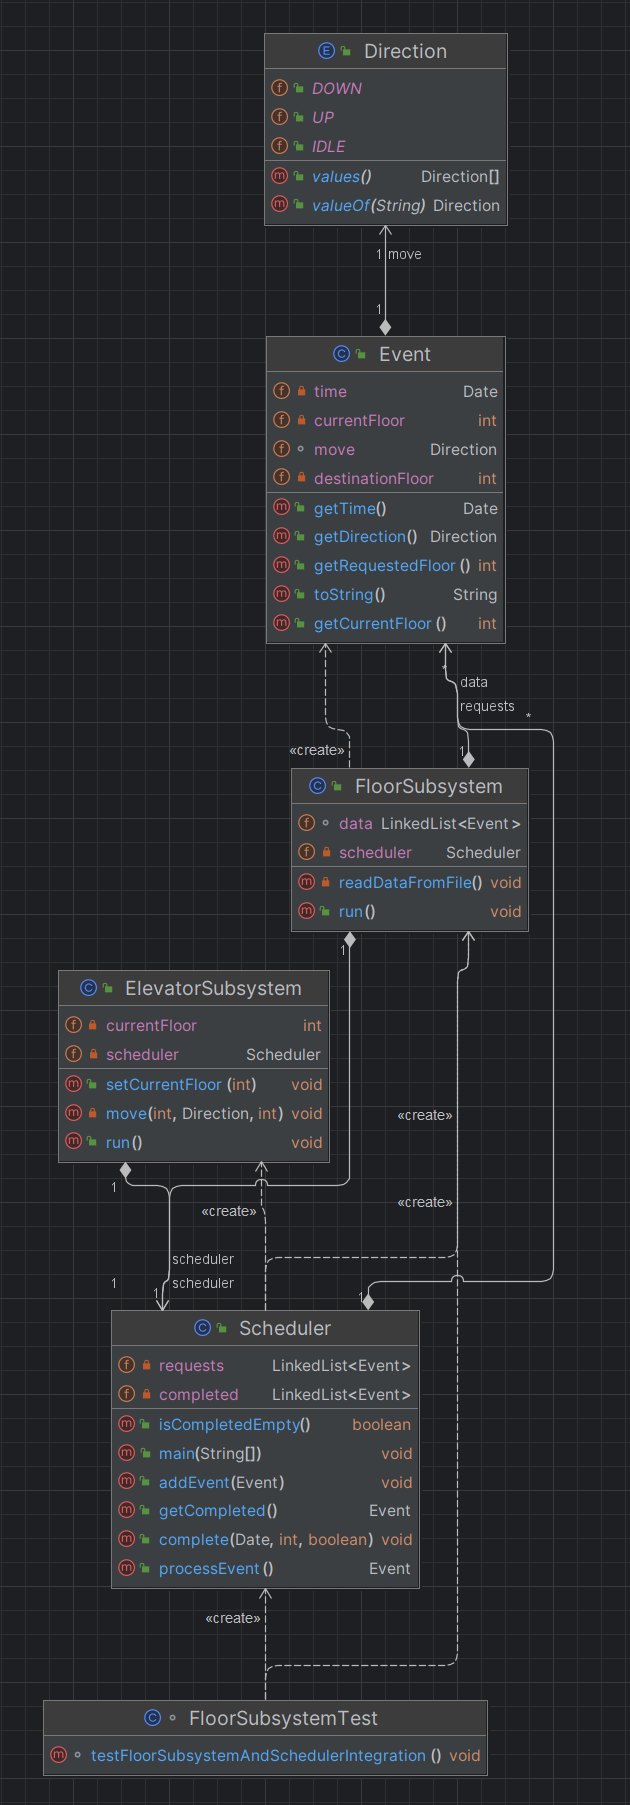 Direction
DOWN
UP
IDLE
values() Direction[]
valueOf(String) Direction
1 move
1
Event
time Date
currentFloor int
move Direction
destinationFloor int
getTime() Date
getDirection() Direction
getRequestedFloor() int
toString() String
getCurrentFloor() int
*
data
requests
*
«create»
1
FloorSubsystem
data LinkedList<Event>
scheduler Scheduler
readDataFromFile() void
run() void
1
ElevatorSubsystem
currentFloor int
scheduler Scheduler
setCurrentFloor(int) void
move(int, Direction, int) void
run() void
«create»
1
«create»
«create»
scheduler
1 scheduler
1
1
Scheduler
requests LinkedList<Event>
completed LinkedList<Event>
isCompletedEmpty() boolean
main(String[]) void
addEvent(Event) void
getCompleted() Event
complete(Date, int, boolean) void
processEvent() Event
«create»
FloorSubsystemTest
testFloorSubsystemAndSchedulerIntegration() void